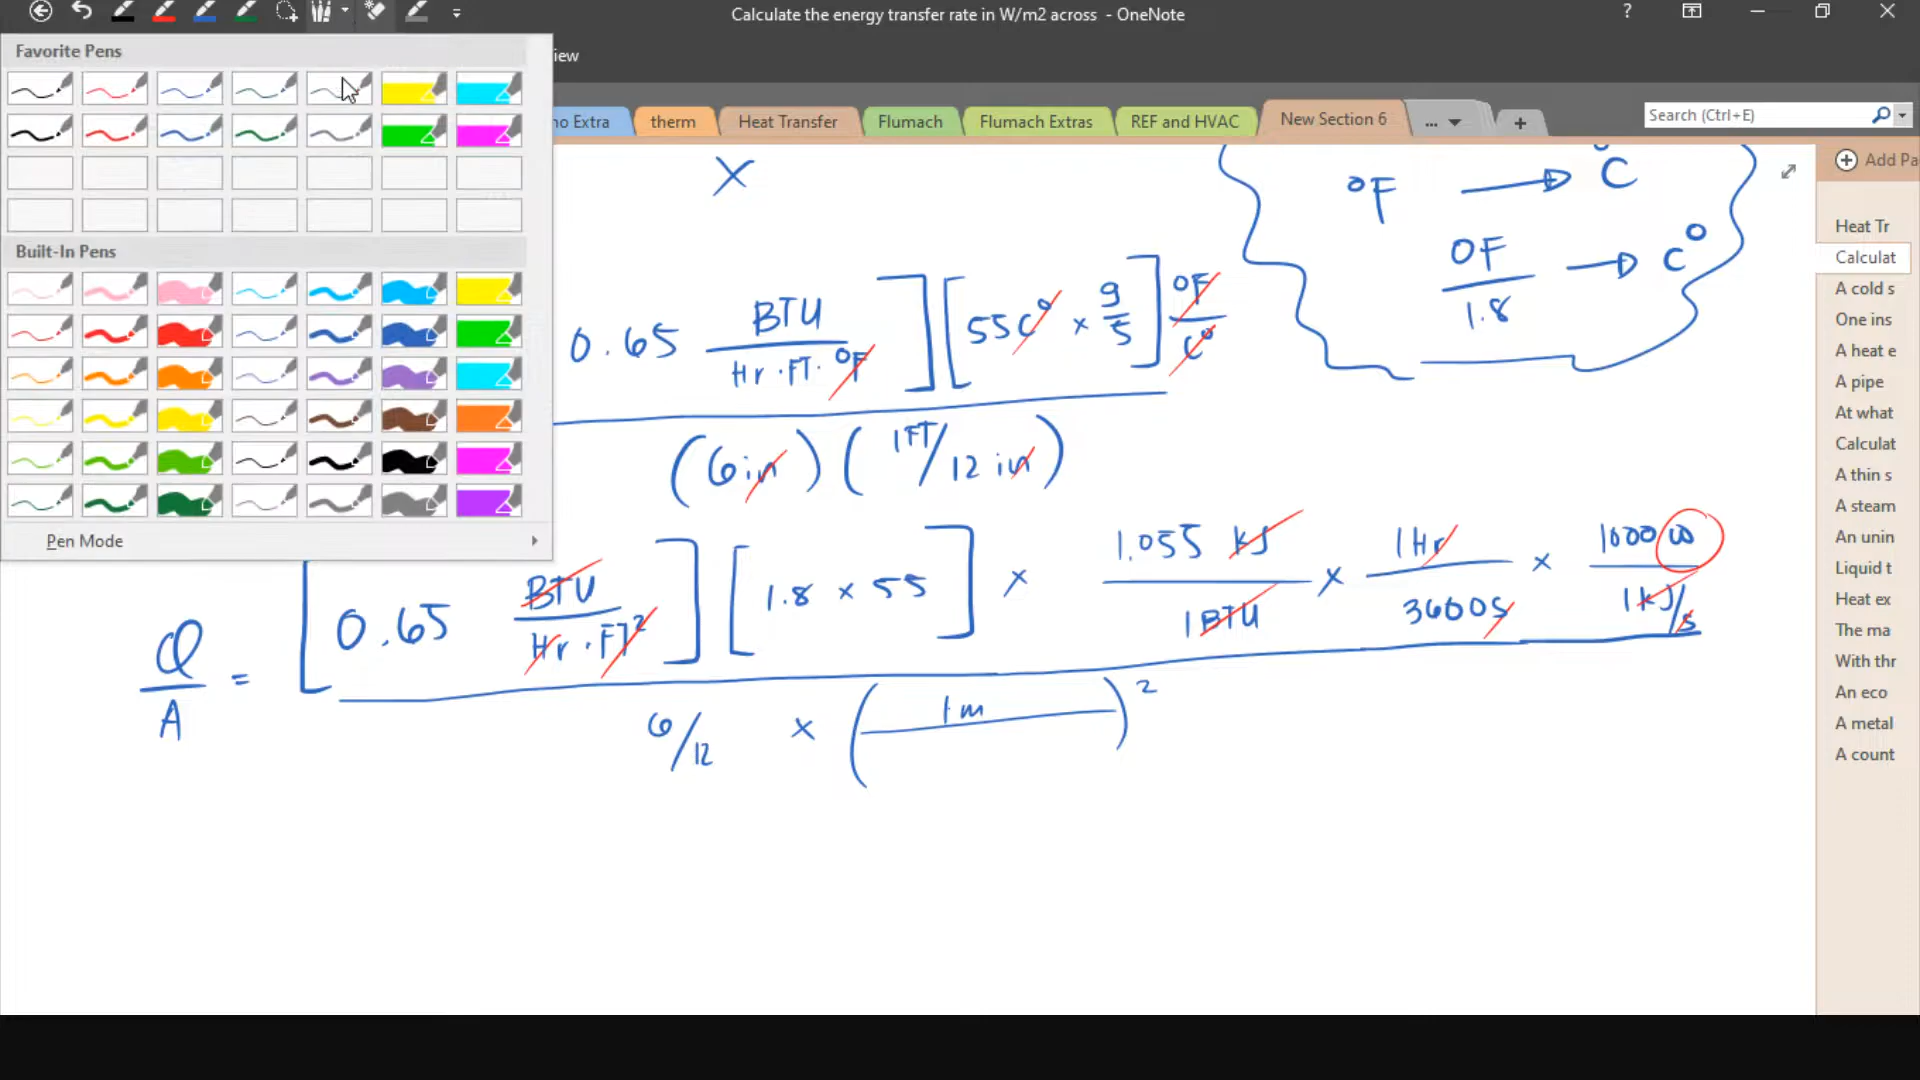 Calculate the energy transfer rate in W/m2 across - OneNote
?
iew
Favorite Pens
Built-In Pens
Pen Mode
no Extra
therm
Heat Transfer
Flumach
Flumach Extras
REF and HVAC
New Section 6
...
+
Search (Ctrl+E)
Add Pa
Heat Tr
Calculat
A cold s
One ins
A heat e
A pipe
At what
Calculat
A thin s
A steam
An unin
Liquid t
Heat ex
The ma
With thr
An eco
A metal
A count
X
°F → °C
°F/1.8 → C°
0.65 BTU/Hr·FT·°F ] [ 55C° × 9/5 ] °F/C°
(6in) (1FT/12 in)
Q/A = [ 0.65 BTU/Hr·FT² ] [ 1.8 × 55 ] × 1.055 kJ/1BTU × 1Hr/3600s × 1000 W/1kJ/s
6/12 × ( 1m )²